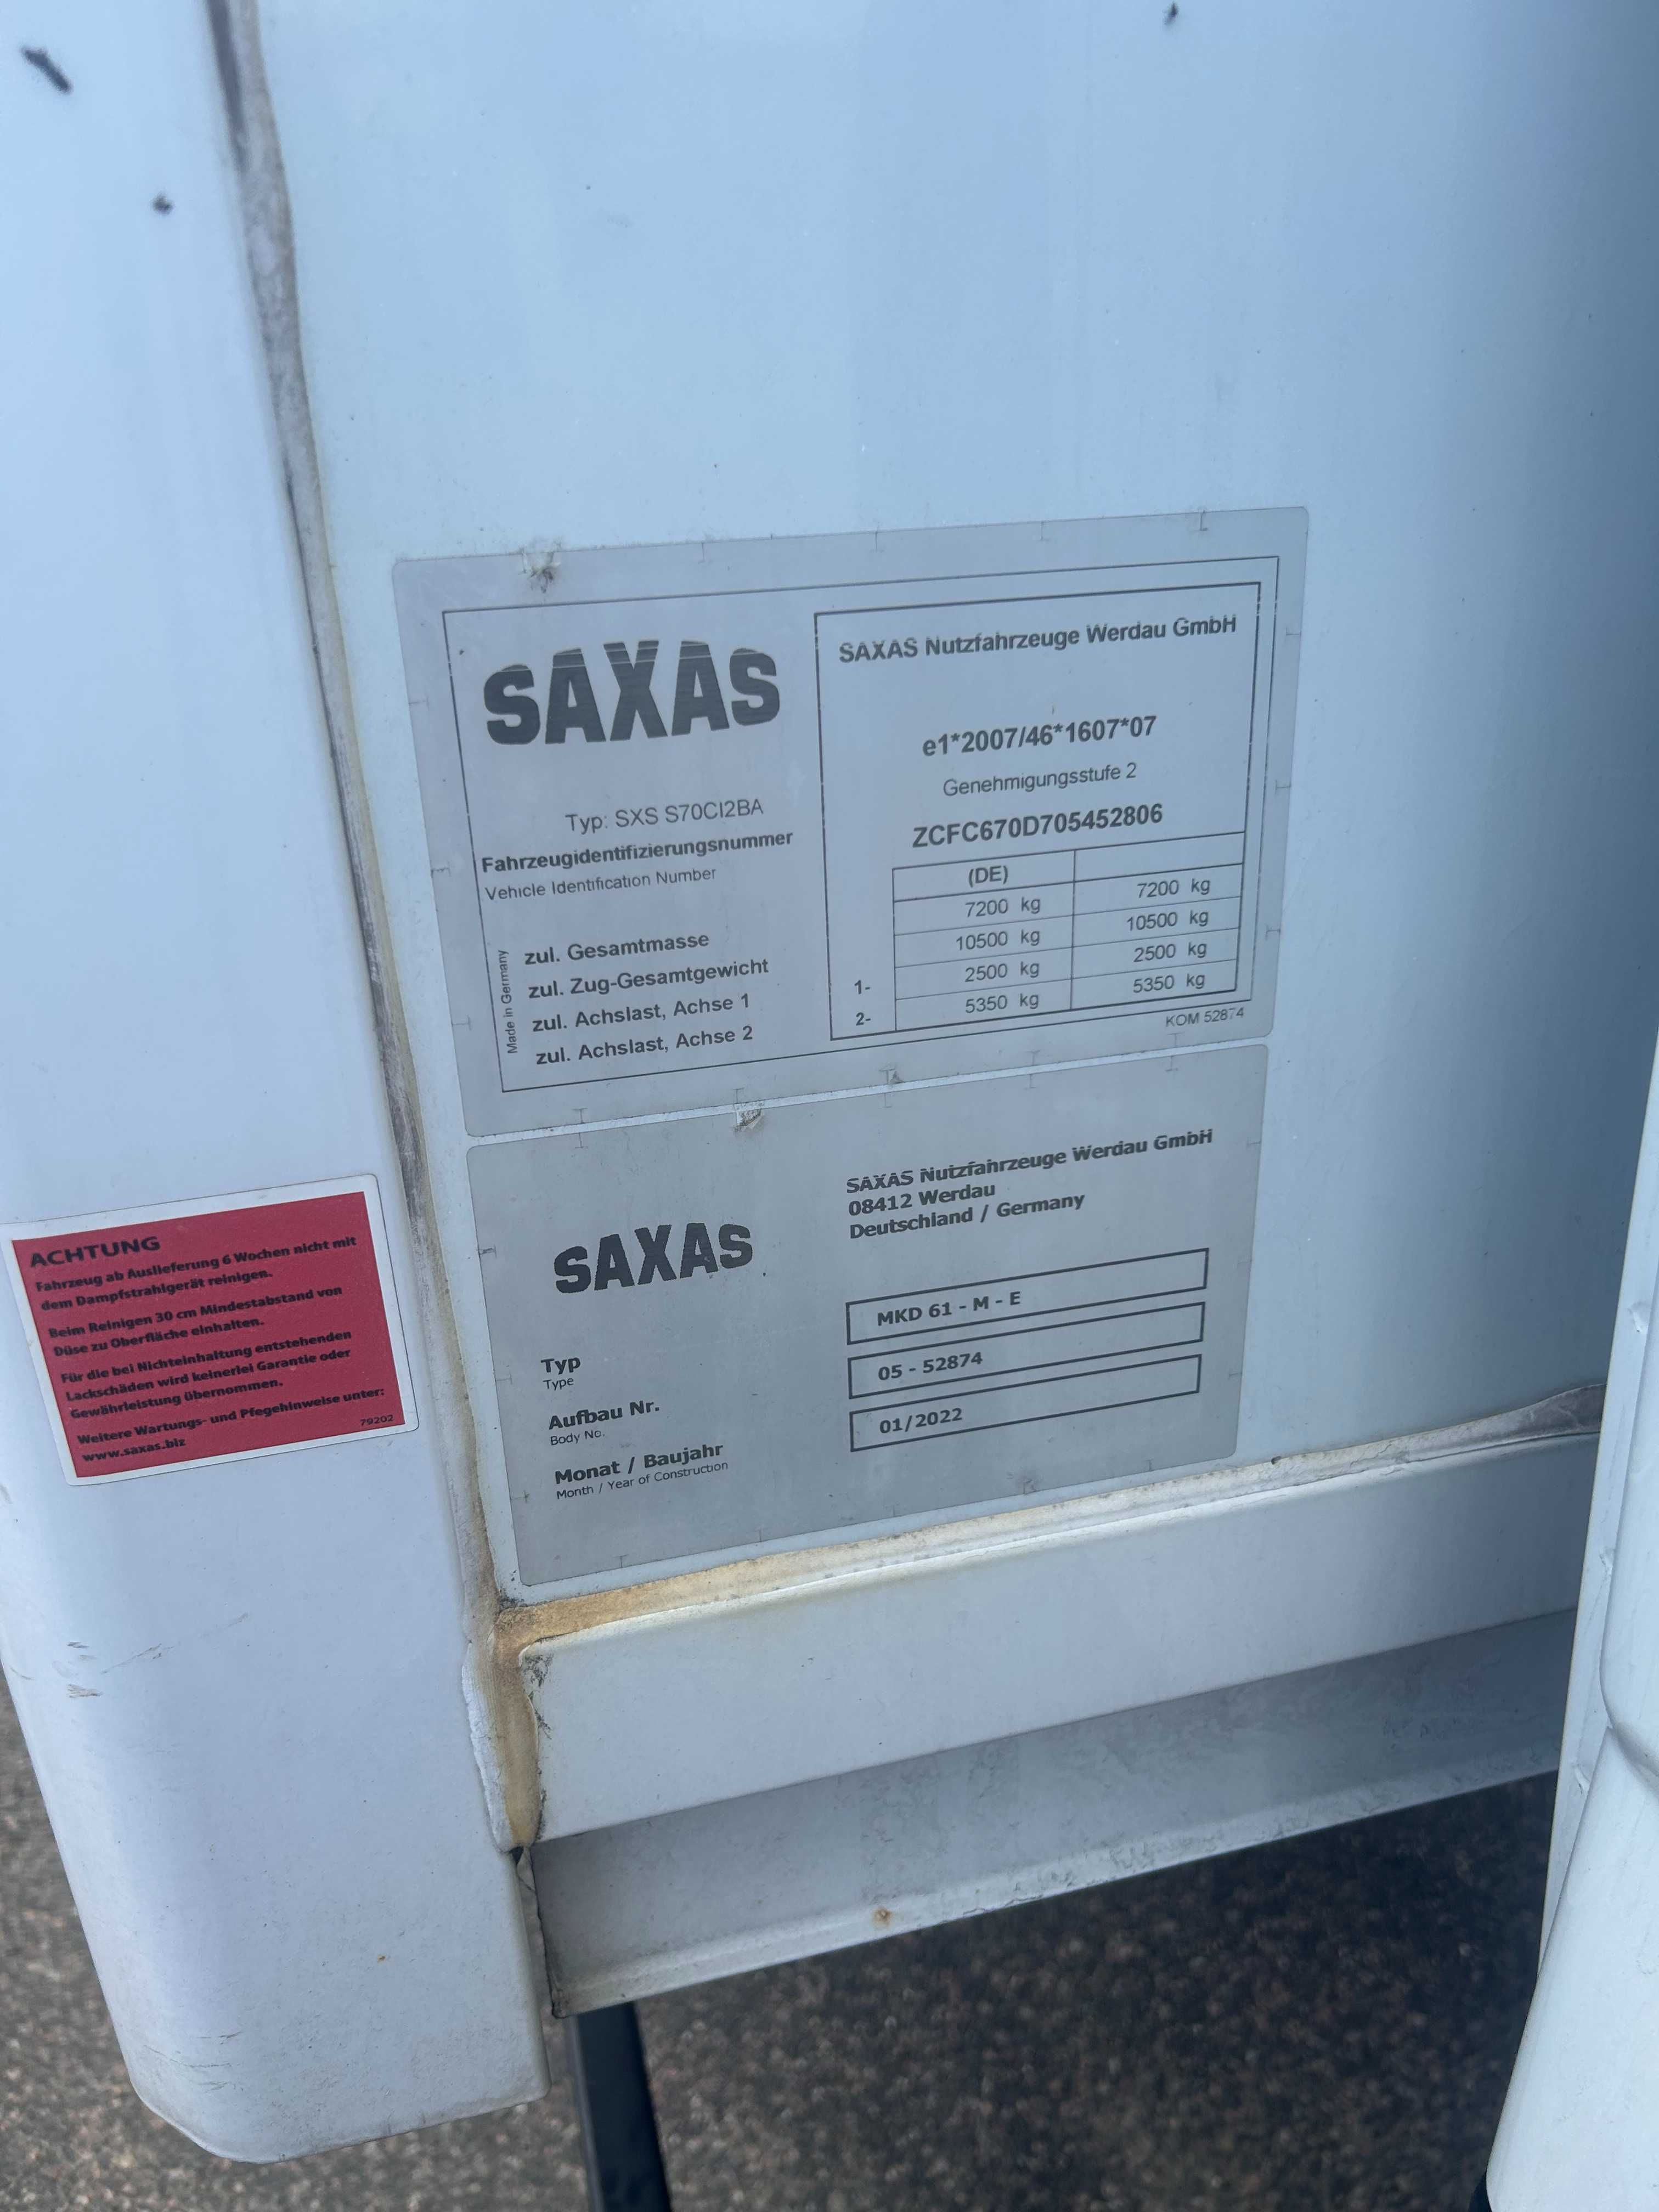 SAXAS
SAXAS Nutzfahrzeuge Werdau GmbH
e1*2007/46*1607*07
Genehmigungsstufe 2
Typ: SXS S70CI2BA
Fahrzeugidentifizierungsnummer
Vehicle Identification Number
ZCFC670D705452806
(DE)
zul. Gesamtmasse 7200 kg 7200 kg
zul. Zug-Gesamtgewicht 10500 kg 10500 kg
zul. Achslast, Achse 1 1- 2500 kg 2500 kg
zul. Achslast, Achse 2 2- 5350 kg 5350 kg
Made in Germany
KOM 52874
SAXAS
SAXAS Nutzfahrzeuge Werdau GmbH
08412 Werdau
Deutschland / Germany
Typ
Type
MKD 61 - M - E
Aufbau Nr.
Body No.
05 - 52874
Monat / Baujahr
Month / Year of Construction
01/2022
ACHTUNG
Fahrzeug ab Auslieferung 6 Wochen nicht mit
dem Dampfstrahlgerät reinigen.
Beim Reinigen 30 cm Mindestabstand von
Düse zu Oberfläche einhalten.
Für die bei Nichteinhaltung entstehenden
Lackschäden wird keinerlei Garantie oder
Gewährleistung übernommen.
Weitere Wartungs- und Pfegehinweise unter:
www.saxas.biz
79202